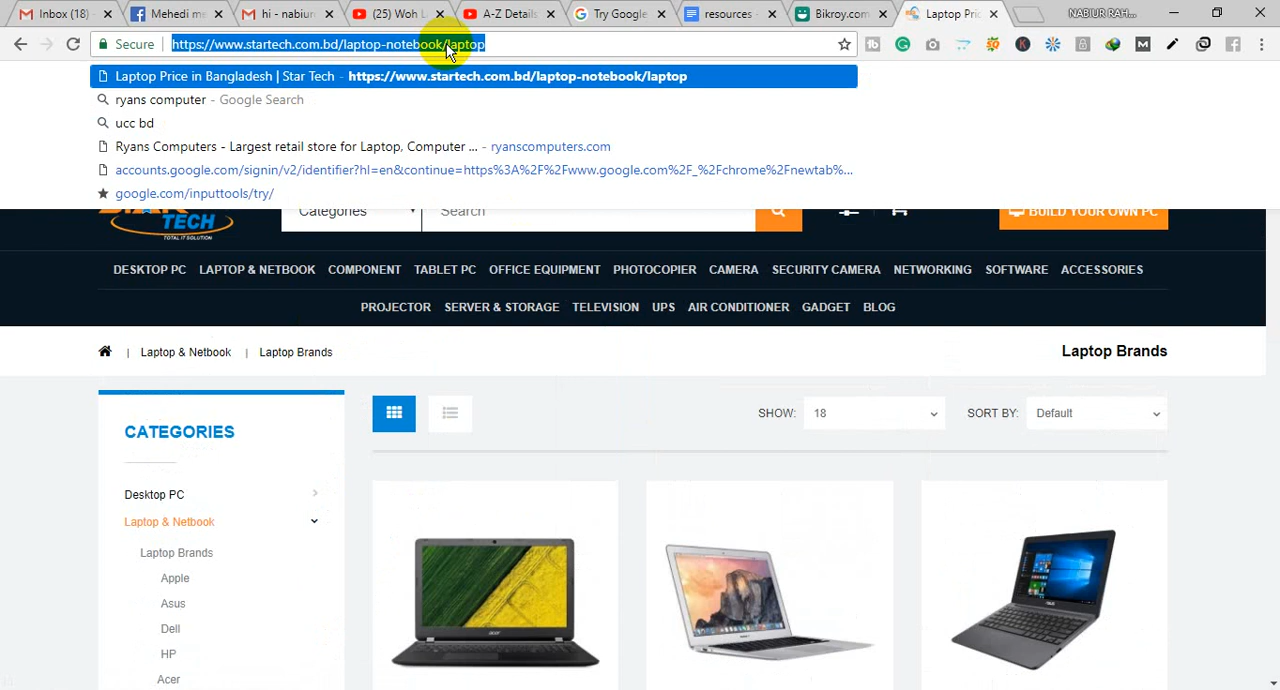 Inbox (18)
Mehedi me
hi - nabiur
(25) Woh L
A-Z Details
Try Google
resources -
Bikroy.com
Laptop Pric
NABIUR RAH...
Secure
https://www.startech.com.bd/laptop-notebook/laptop
Laptop Price in Bangladesh | Star Tech - https://www.startech.com.bd/laptop-notebook/laptop
ryans computer - Google Search
ucc bd
Ryans Computers - Largest retail store for Laptop, Computer ... - ryanscomputers.com
accounts.google.com/signin/v2/identifier?hl=en&continue=https%3A%2F%2Fwww.google.com%2F_%2Fchrome%2Fnewtab%...
google.com/inputtools/try/
TECH
TOTAL IT SOLUTION
Categories
Search
BUILD YOUR OWN PC
DESKTOP PC LAPTOP & NETBOOK COMPONENT TABLET PC OFFICE EQUIPMENT PHOTOCOPIER CAMERA SECURITY CAMERA NETWORKING SOFTWARE ACCESSORIES
PROJECTOR SERVER & STORAGE TELEVISION UPS AIR CONDITIONER GADGET BLOG
| Laptop & Netbook | Laptop Brands
Laptop Brands
CATEGORIES
SHOW: 18
SORT BY: Default
Desktop PC
Laptop & Netbook
Laptop Brands
Apple
Asus
Dell
HP
Acer